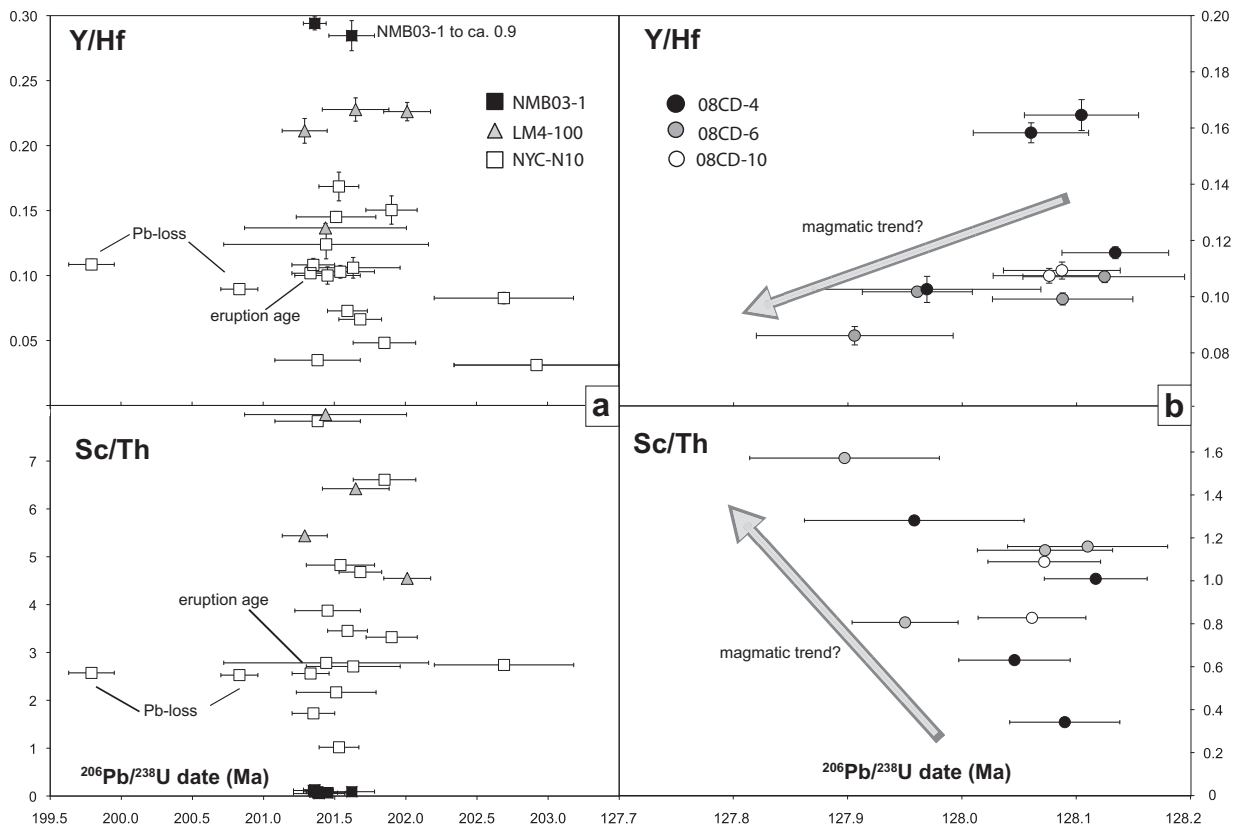 0.30
0.25
0.20
0.15
0.10
0.05
Y/Hf
NMB03-1 to ca. 0.9
NMB03-1
LM4-100
NYC-N10
Pb-loss
eruption age
a
Y/Hf
08CD-4
08CD-6
08CD-10
magmatic trend?
b
0.20
0.18
0.16
0.14
0.12
0.10
0.08
Sc/Th
7
6
5
4
3
2
1
0
eruption age
Pb-loss
206Pb/238U date (Ma)
199.5 200.0 200.5 201.0 201.5 202.0 202.5 203.0 127.7
Sc/Th
magmatic trend?
206Pb/238U date (Ma)
1.6
1.4
1.2
1.0
0.8
0.6
0.4
0.2
0
127.8 127.9 128.0 128.1 128.2